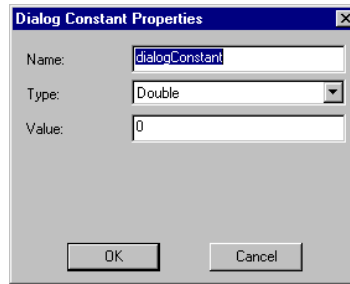 Dialog Constant Properties
Name: dialogConstant
Type: Double
Value: 0
OK Cancel